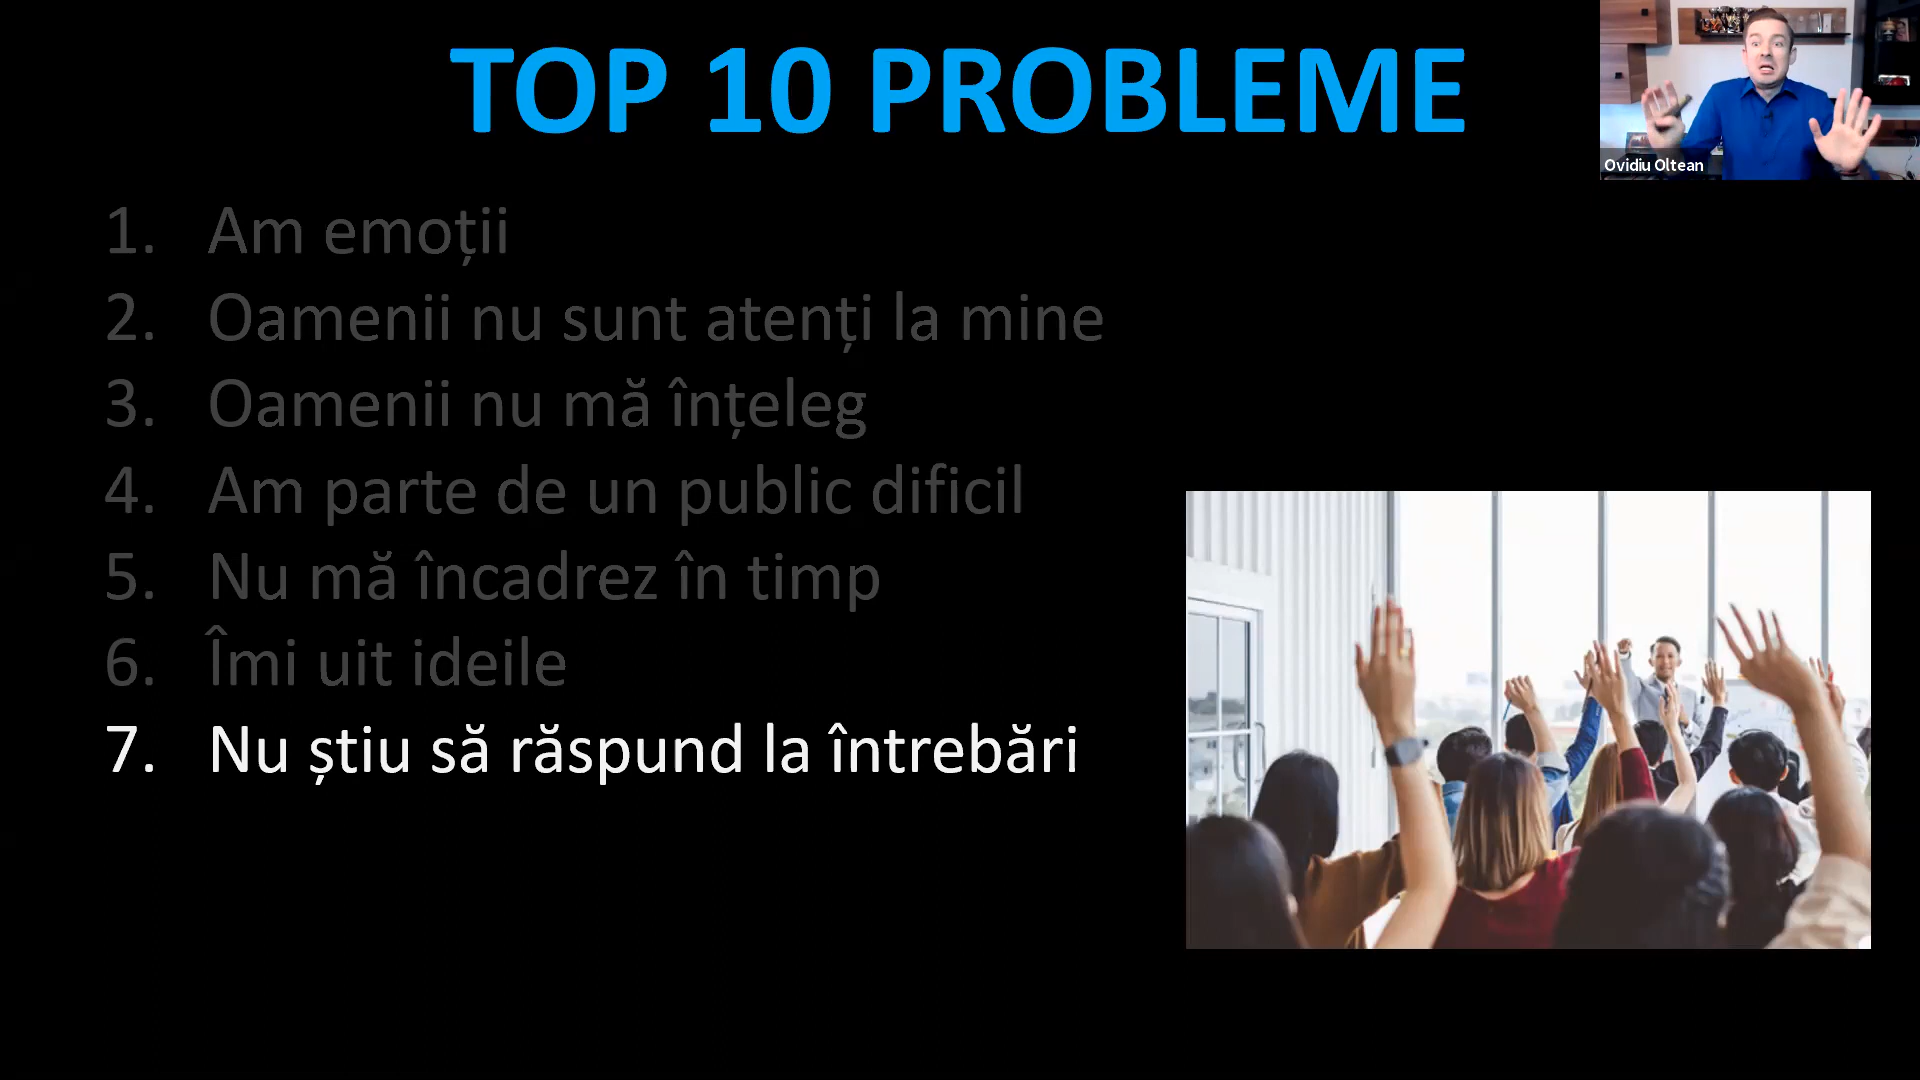 TOP 10 PROBLEME
Ovidiu Oltean
1. Am emoții
2. Oamenii nu sunt atenți la mine
3. Oamenii nu mă înțeleg
4. Am parte de un public dificil
5. Nu mă încadrez în timp
6. Îmi uit ideile
7. Nu știu să răspund la întrebări